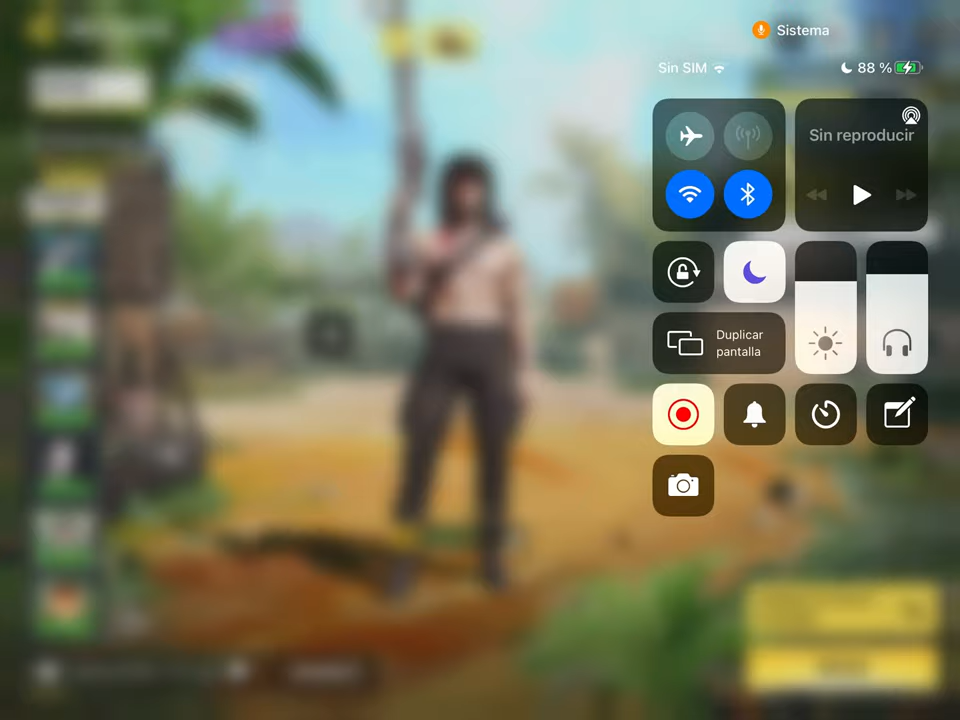 Sistema
Sin SIM
88 %
Sin reproducir
Duplicar
pantalla